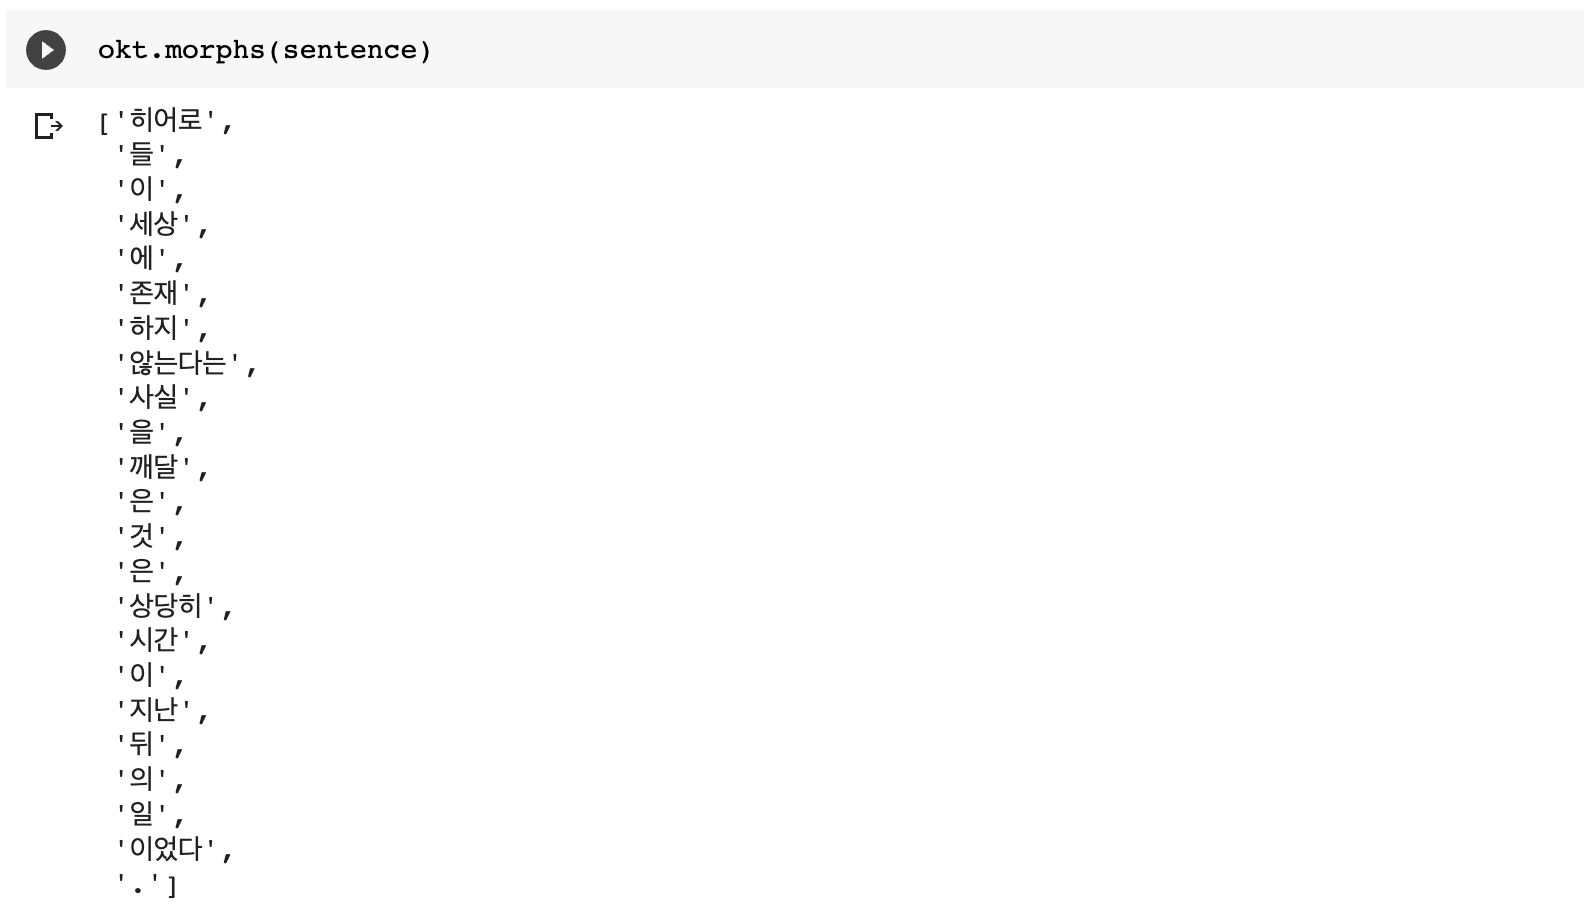 okt.morphs(sentence)
['히어로',
'들',
'이',
'세상',
'에',
'존재',
'하지',
'않는다는',
'사실',
'을',
'깨달',
'은',
'것',
'은',
'상당히',
'시간',
'이',
'지난',
'뒤',
'의',
'일',
'이었다',
'.']